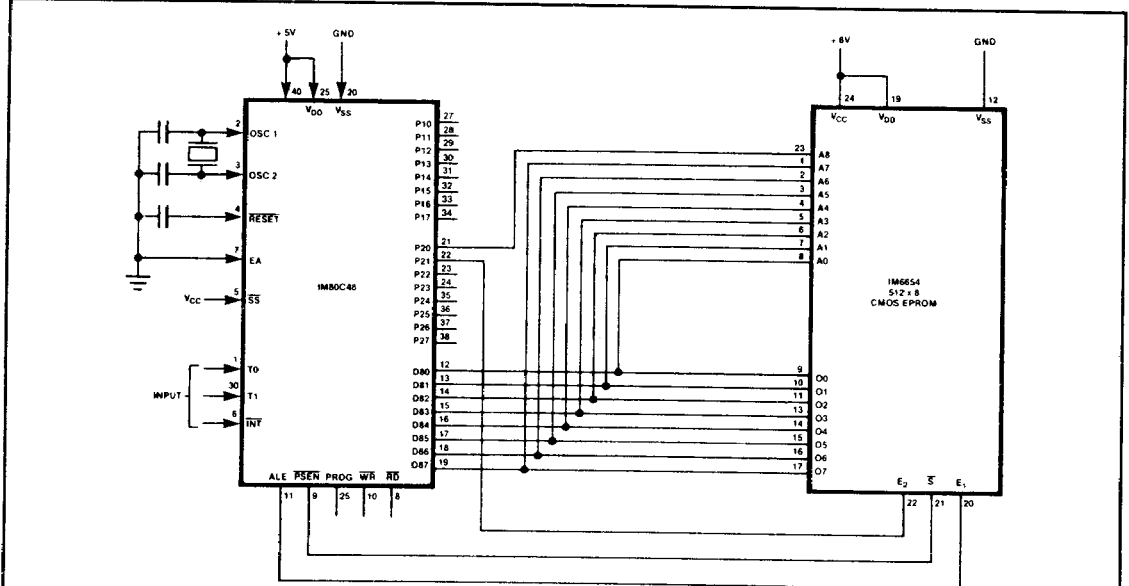 + 5V GND
40 25 20
VDD VSS
2 OSC 1
3 OSC 2
4 RESET
7 EA
VCC 5 SS
INPUT
1 T0
30 T1
6 INT
IM80C48
P10 27
P11 28
P12 29
P13 30
P14 31
P15 32
P16 33
P17 34
P20 21
P21 22
P22 23
P23 24
P24 35
P25 36
P26 37
P27 38
DB0 12
DB1 13
DB2 14
DB3 15
DB4 16
DB5 17
DB6 18
DB7 19
ALE PSEN PROG WR RD
11 9 25 10 8
+ 6V GND
24 19 12
VCC VDD VSS
23 A8
1 A7
2 A6
3 A5
4 A4
5 A3
6 A2
7 A1
8 A0
IM6654
512 x 8
CMOS EPROM
9 O0
10 O1
11 O2
13 O3
14 O4
15 O5
16 O6
17 O7
E2 S E1
22 21 20